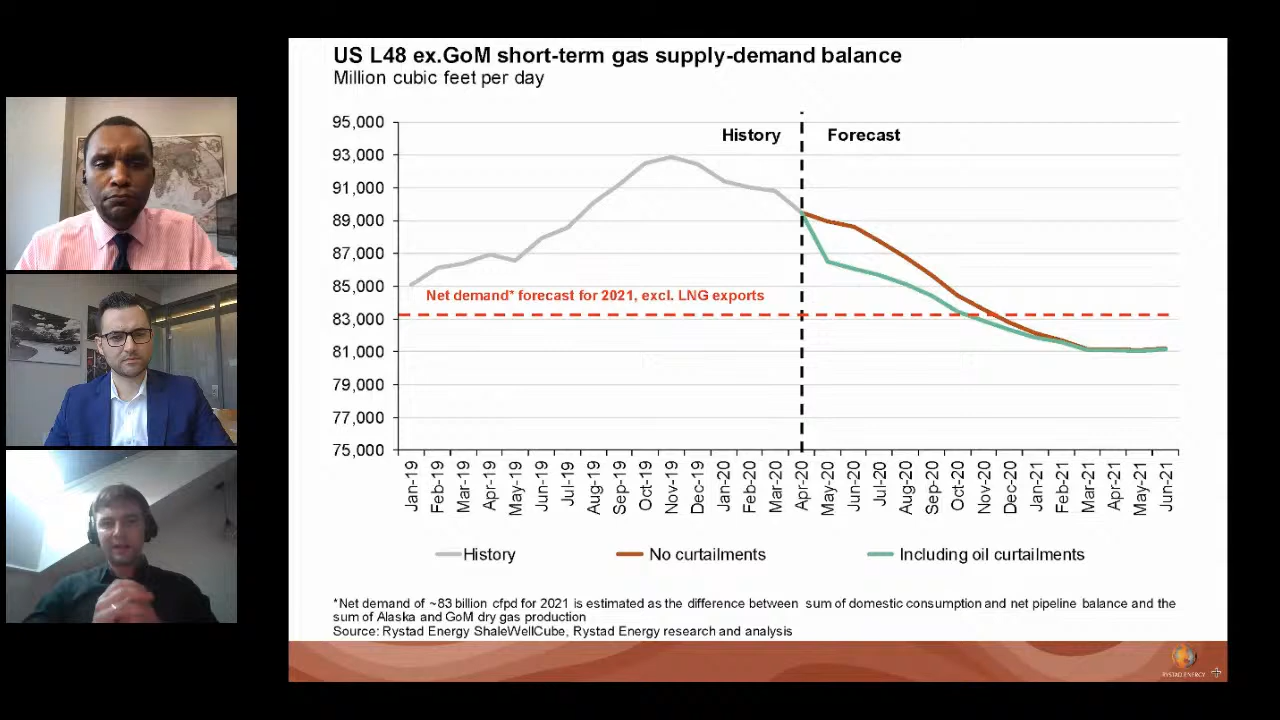 US L48 ex.GoM short-term gas supply-demand balance
Million cubic feet per day
95,000
93,000
91,000
89,000
87,000
85,000
83,000
81,000
79,000
77,000
75,000
History
Forecast
Net demand* forecast for 2021, excl. LNG exports
Jan-19
Feb-19
Mar-19
Apr-19
May-19
Jun-19
Jul-19
Aug-19
Sep-19
Oct-19
Nov-19
Dec-19
Jan-20
Feb-20
Mar-20
Apr-20
May-20
Jun-20
Jul-20
Aug-20
Sep-20
Oct-20
Nov-20
Dec-20
Jan-21
Feb-21
Mar-21
Apr-21
May-21
Jun-21
History
No curtailments
Including oil curtailments
*Net demand of ~83 billion cfpd for 2021 is estimated as the difference between sum of domestic consumption and net pipeline balance and the
sum of Alaska and GoM dry gas production
Source: Rystad Energy ShaleWellCube, Rystad Energy research and analysis
RYSTAD ENERGY